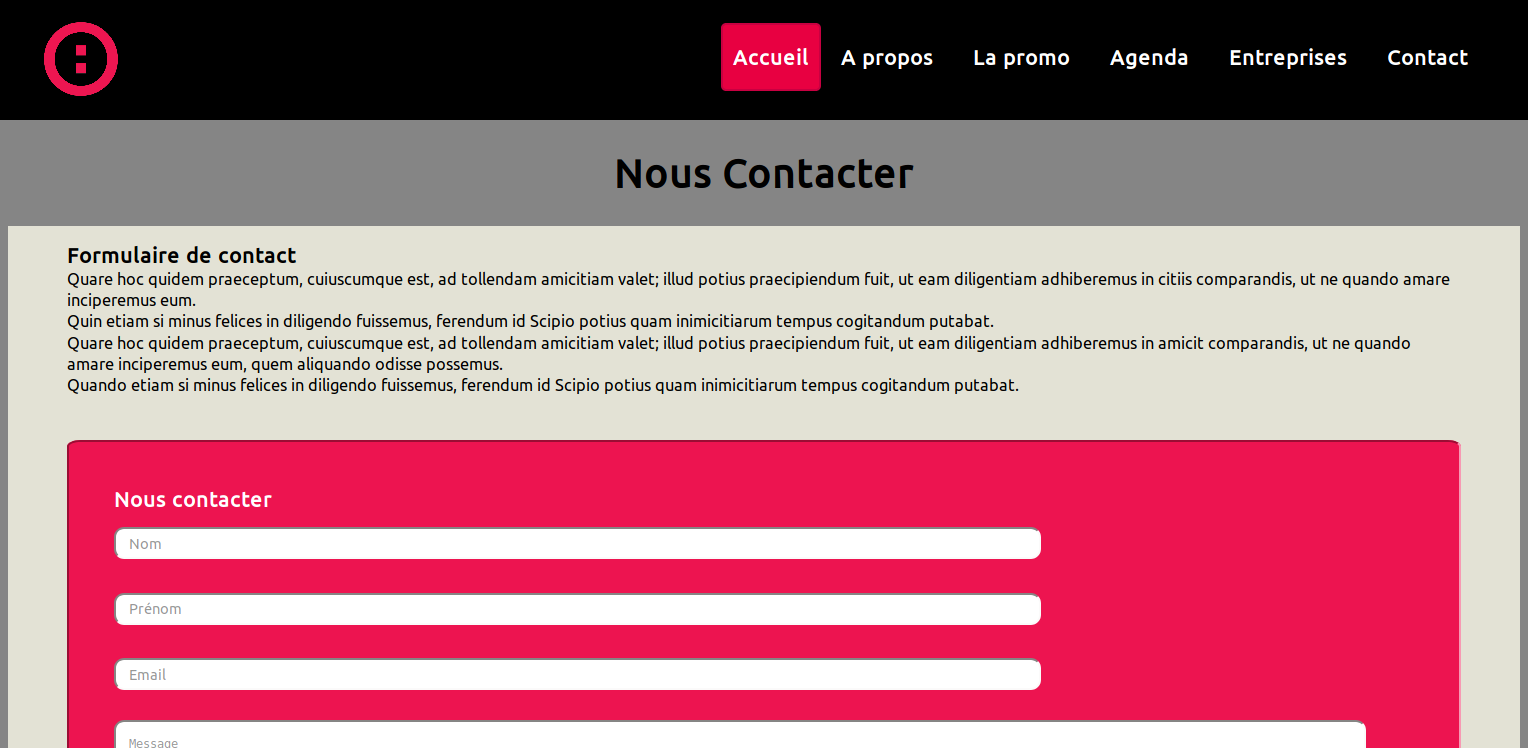 Accueil A propos La promo Agenda Entreprises Contact
Nous Contacter
Formulaire de contact
Quare hoc quidem praeceptum, cuiuscumque est, ad tollendam amicitiam valet; illud potius praecipiendum fuit, ut eam diligentiam adhiberemus in citiis comparandis, ut ne quando amare
inciperemus eum.
Quin etiam si minus felices in diligendo fuissemus, ferendum id Scipio potius quam inimicitiarum tempus cogitandum putabat.
Quare hoc quidem praeceptum, cuiuscumque est, ad tollendam amicitiam valet; illud potius praecipiendum fuit, ut eam diligentiam adhiberemus in amicit comparandis, ut ne quando
amare inciperemus eum, quem aliquando odisse possemus.
Quando etiam si minus felices in diligendo fuissemus, ferendum id Scipio potius quam inimicitiarum tempus cogitandum putabat.
Nous contacter
Nom
Prénom
Email
Message